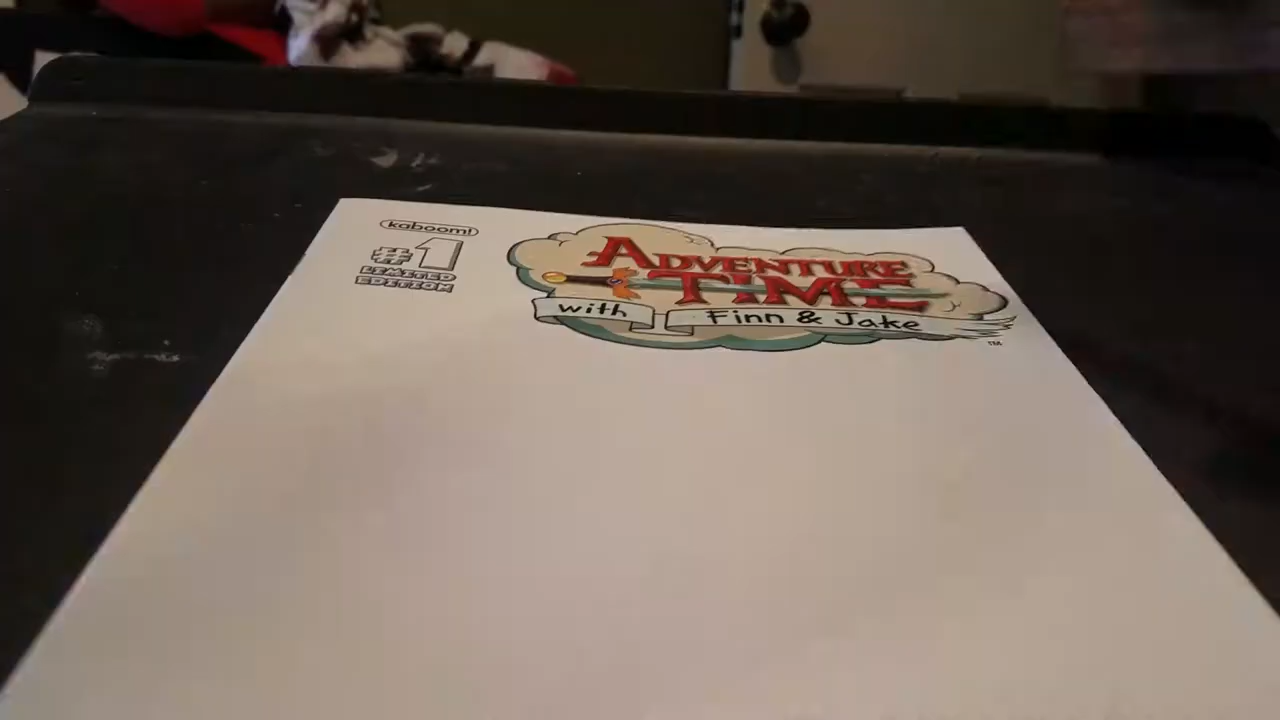 kaboom!
#1
LIMITED
EDITION
ADVENTURE
TIME
with Finn & Jake
TM